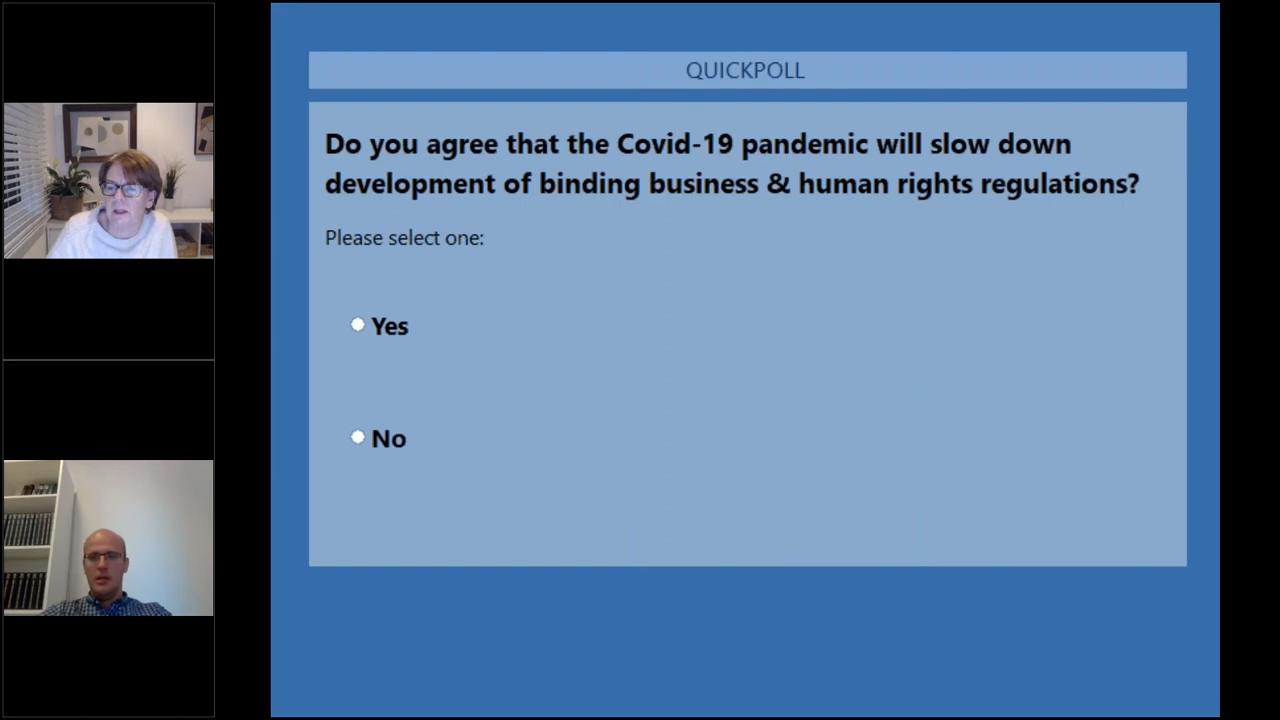 QUICKPOLL
Do you agree that the Covid-19 pandemic will slow down
development of binding business & human rights regulations?
Please select one:
Yes
No